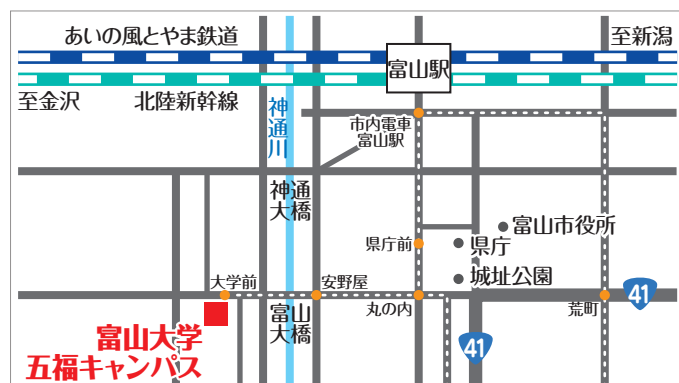 あいの風とやま鉄道
至新潟
富山駅
至金沢
北陸新幹線
神通川
市内電車
富山駅
神通
大橋
富山市役所
県庁前
県庁
城址公園
大学前
安野屋
丸の内
荒町
41
富山
大橋
41
富山大学
五福キャンパス